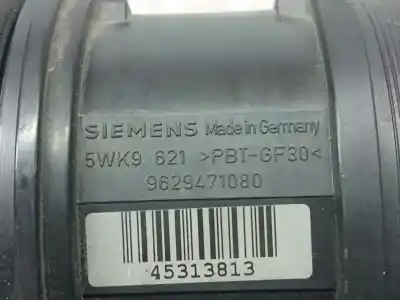 SIEMENS Made in Germany
5WK9 621 >PBT-GF30<
9629471080
45313813